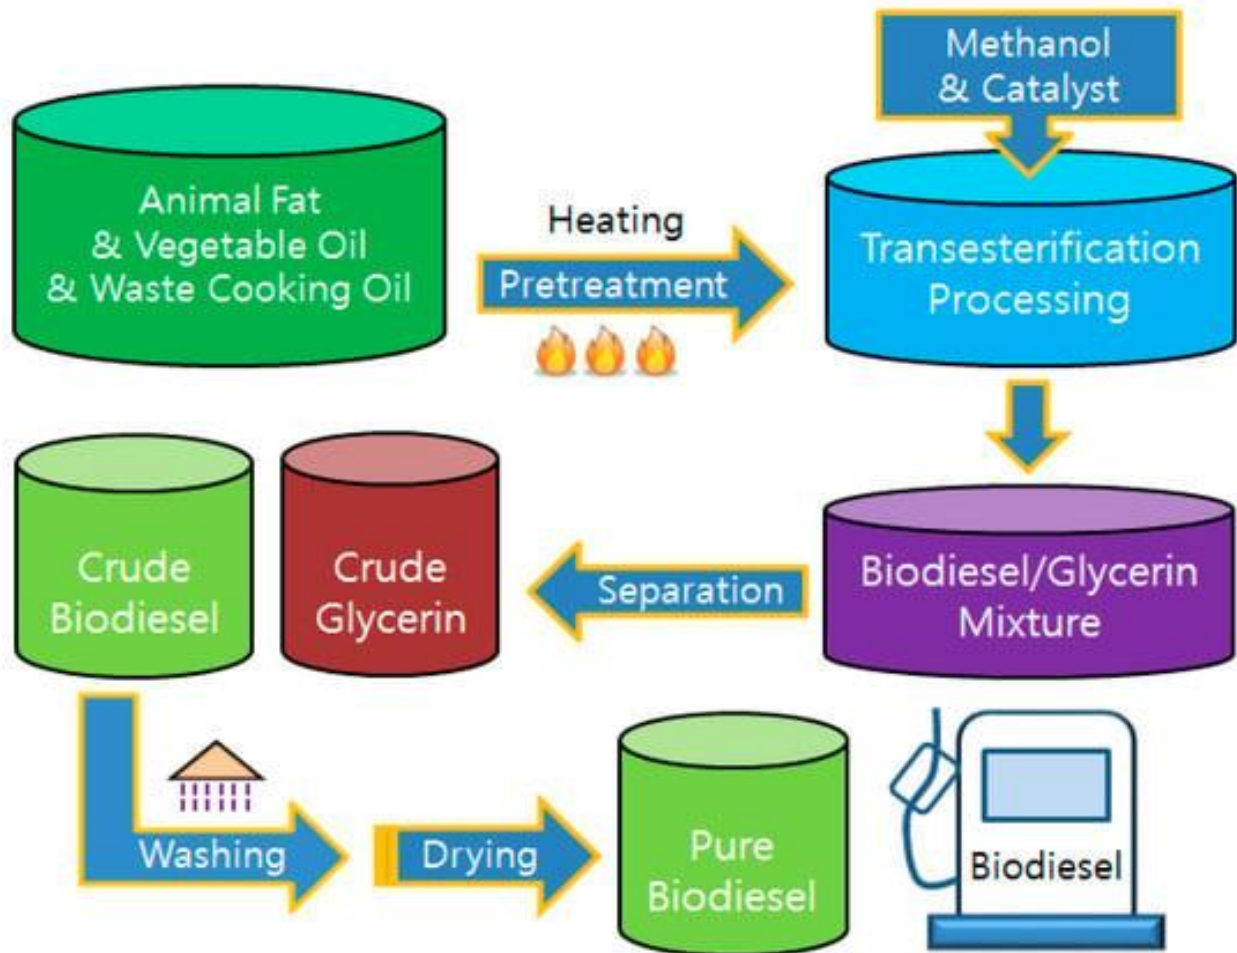 Methanol
& Catalyst
Animal Fat
& Vegetable Oil
& Waste Cooking Oil
Heating
Pretreatment
Transesterification
Processing
Crude
Biodiesel
Crude
Glycerin
Separation
Biodiesel/Glycerin
Mixture
Washing
Drying
Pure
Biodiesel
Biodiesel